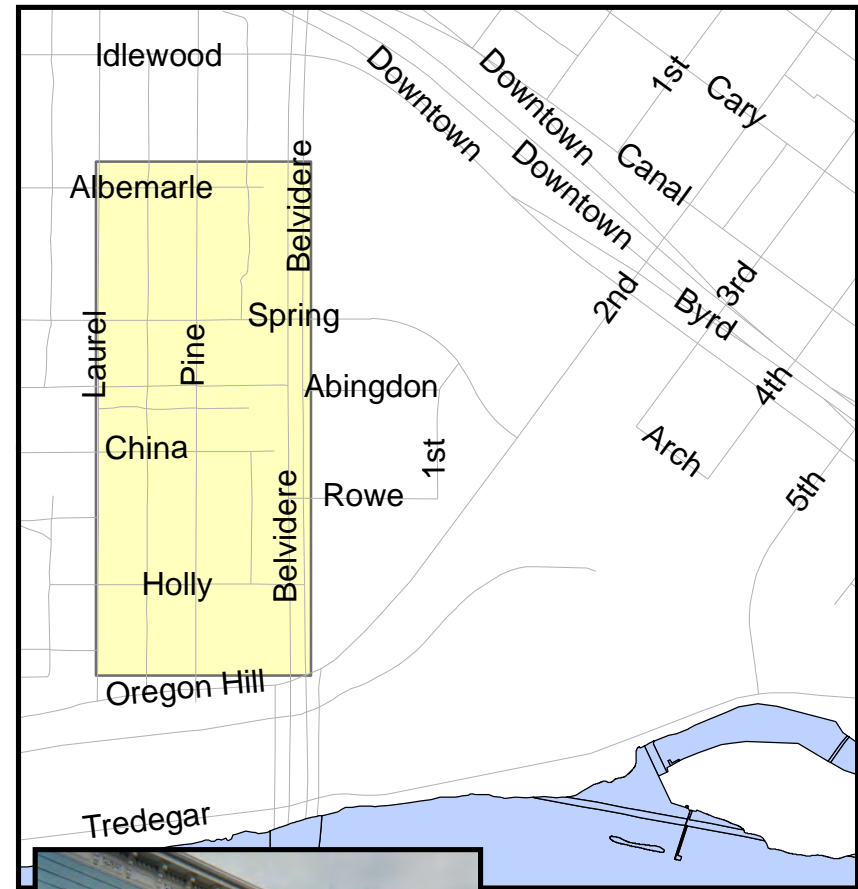 Idlewood
Downtown
Downtown
1st
Cary
Albemarle
Belvidere
Downtown
Canal
Laurel
Pine
Spring
2nd
Byrd
3rd
Abingdon
4th
China
1st
Arch
Belvidere
Rowe
5th
Holly
Oregon Hill
Tredegar